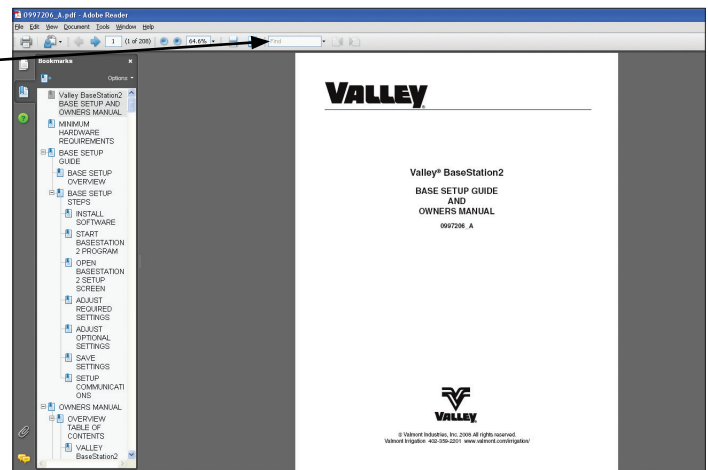 0997206_A.pdf - Adobe Reader
File Edit View Document Tools Window Help
1 (1 of 208) 64.6% Find
Bookmarks
Options
Valley BaseStation2
BASE SETUP AND
OWNERS MANUAL
MINIMUM
HARDWARE
REQUIREMENTS
BASE SETUP
GUIDE
BASE SETUP
OVERVIEW
BASE SETUP
STEPS
INSTALL
SOFTWARE
START
BASESTATION
2 PROGRAM
OPEN
BASESTATION
2 SETUP
SCREEN
ADJUST
REQUIRED
SETTINGS
ADJUST
OPTIONAL
SETTINGS
SAVE
SETTINGS
SETUP
COMMUNICATI
ONS
OWNERS MANUAL
OVERVIEW
TABLE OF
CONTENTS
VALLEY
BaseStation2
VALLEY
Valley® BaseStation2
BASE SETUP GUIDE
AND
OWNERS MANUAL
0997206_A
VALLEY
© Valmont Industries, Inc. 2008 All rights reserved.
Valmont Irrigation 402-359-2201 www.valmont.com/irrigation/